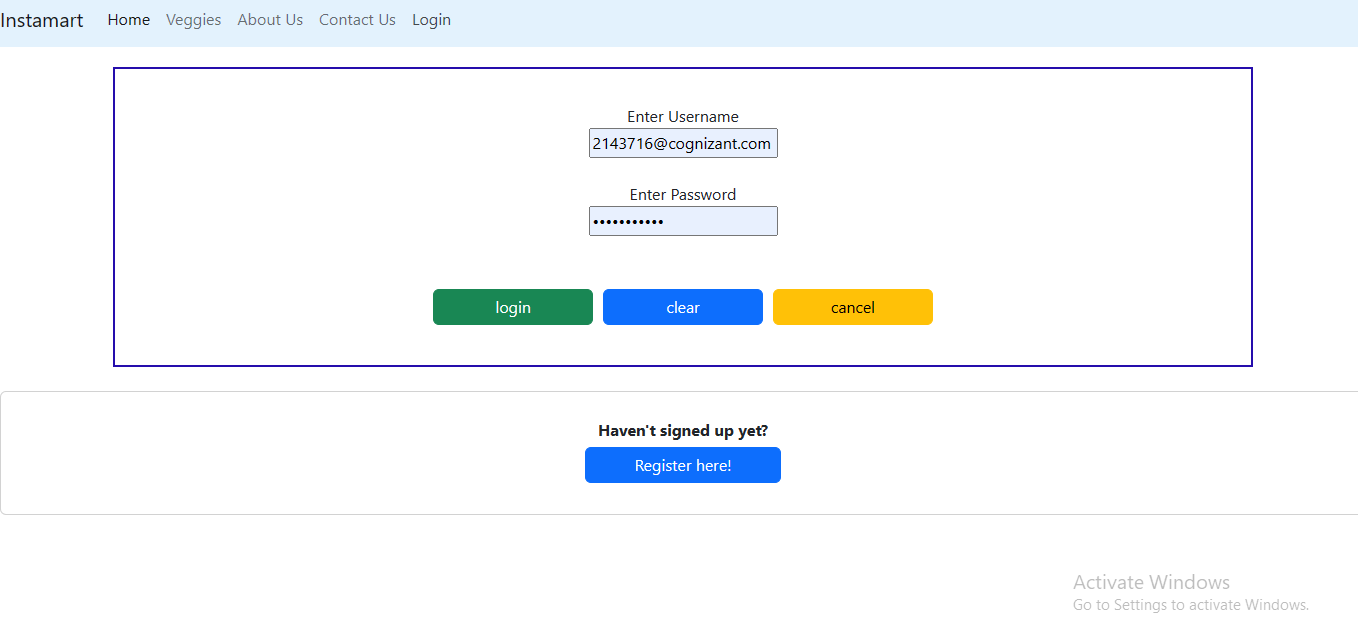 Instamart Home Veggies About Us Contact Us Login
Enter Username
2143716@cognizant.com
Enter Password
•••••••••••
login clear cancel
Haven't signed up yet?
Register here!
Activate Windows
Go to Settings to activate Windows.